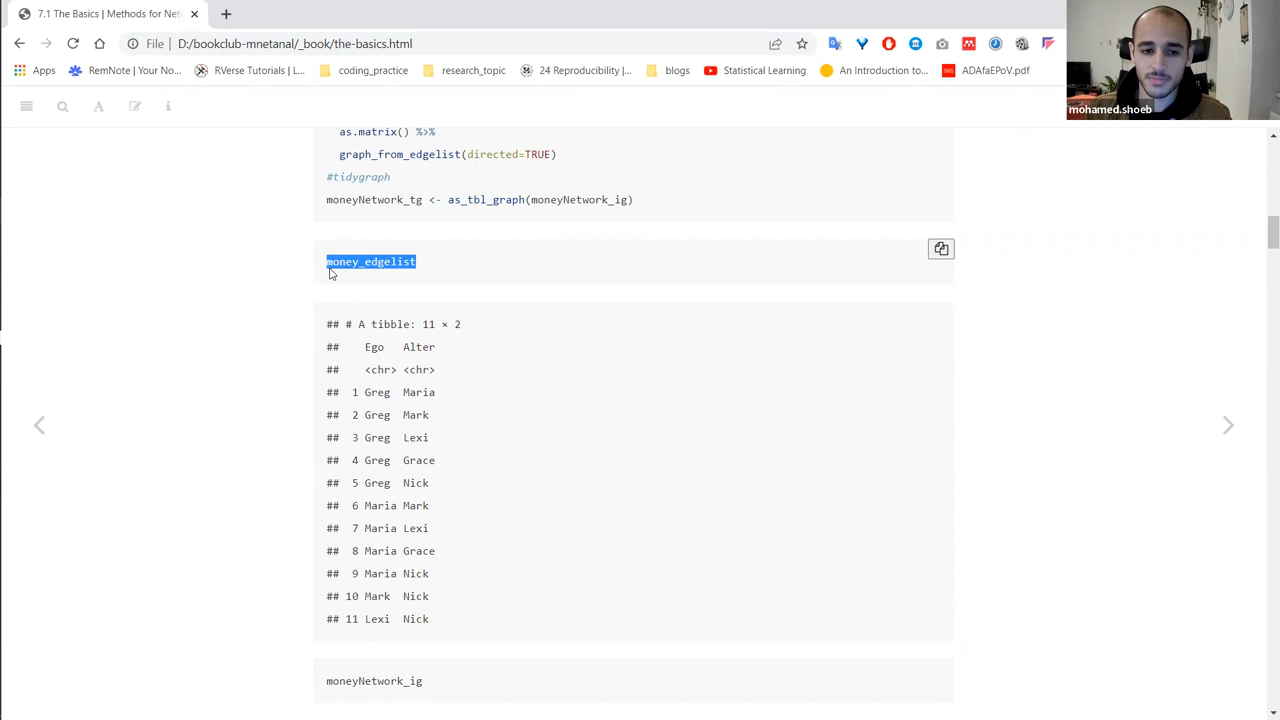 7.1 The Basics | Methods for Net
File D:/bookclub-mnetanal/_book/the-basics.html
Apps RemNote | Your No... RVerse Tutorials | L... coding_practice research_topic 24 Reproducibility |... blogs Statistical Learning An Introduction to... ADAfaEPoV.pdf
mohamed.shoeb
as.matrix() %>%
graph_from_edgelist(directed=TRUE)
#tidygraph
moneyNetwork_tg <- as_tbl_graph(moneyNetwork_ig)
money_edgelist
## # A tibble: 11 × 2
## Ego Alter
## <chr> <chr>
## 1 Greg Maria
## 2 Greg Mark
## 3 Greg Lexi
## 4 Greg Grace
## 5 Greg Nick
## 6 Maria Mark
## 7 Maria Lexi
## 8 Maria Grace
## 9 Maria Nick
## 10 Mark Nick
## 11 Lexi Nick
moneyNetwork_ig